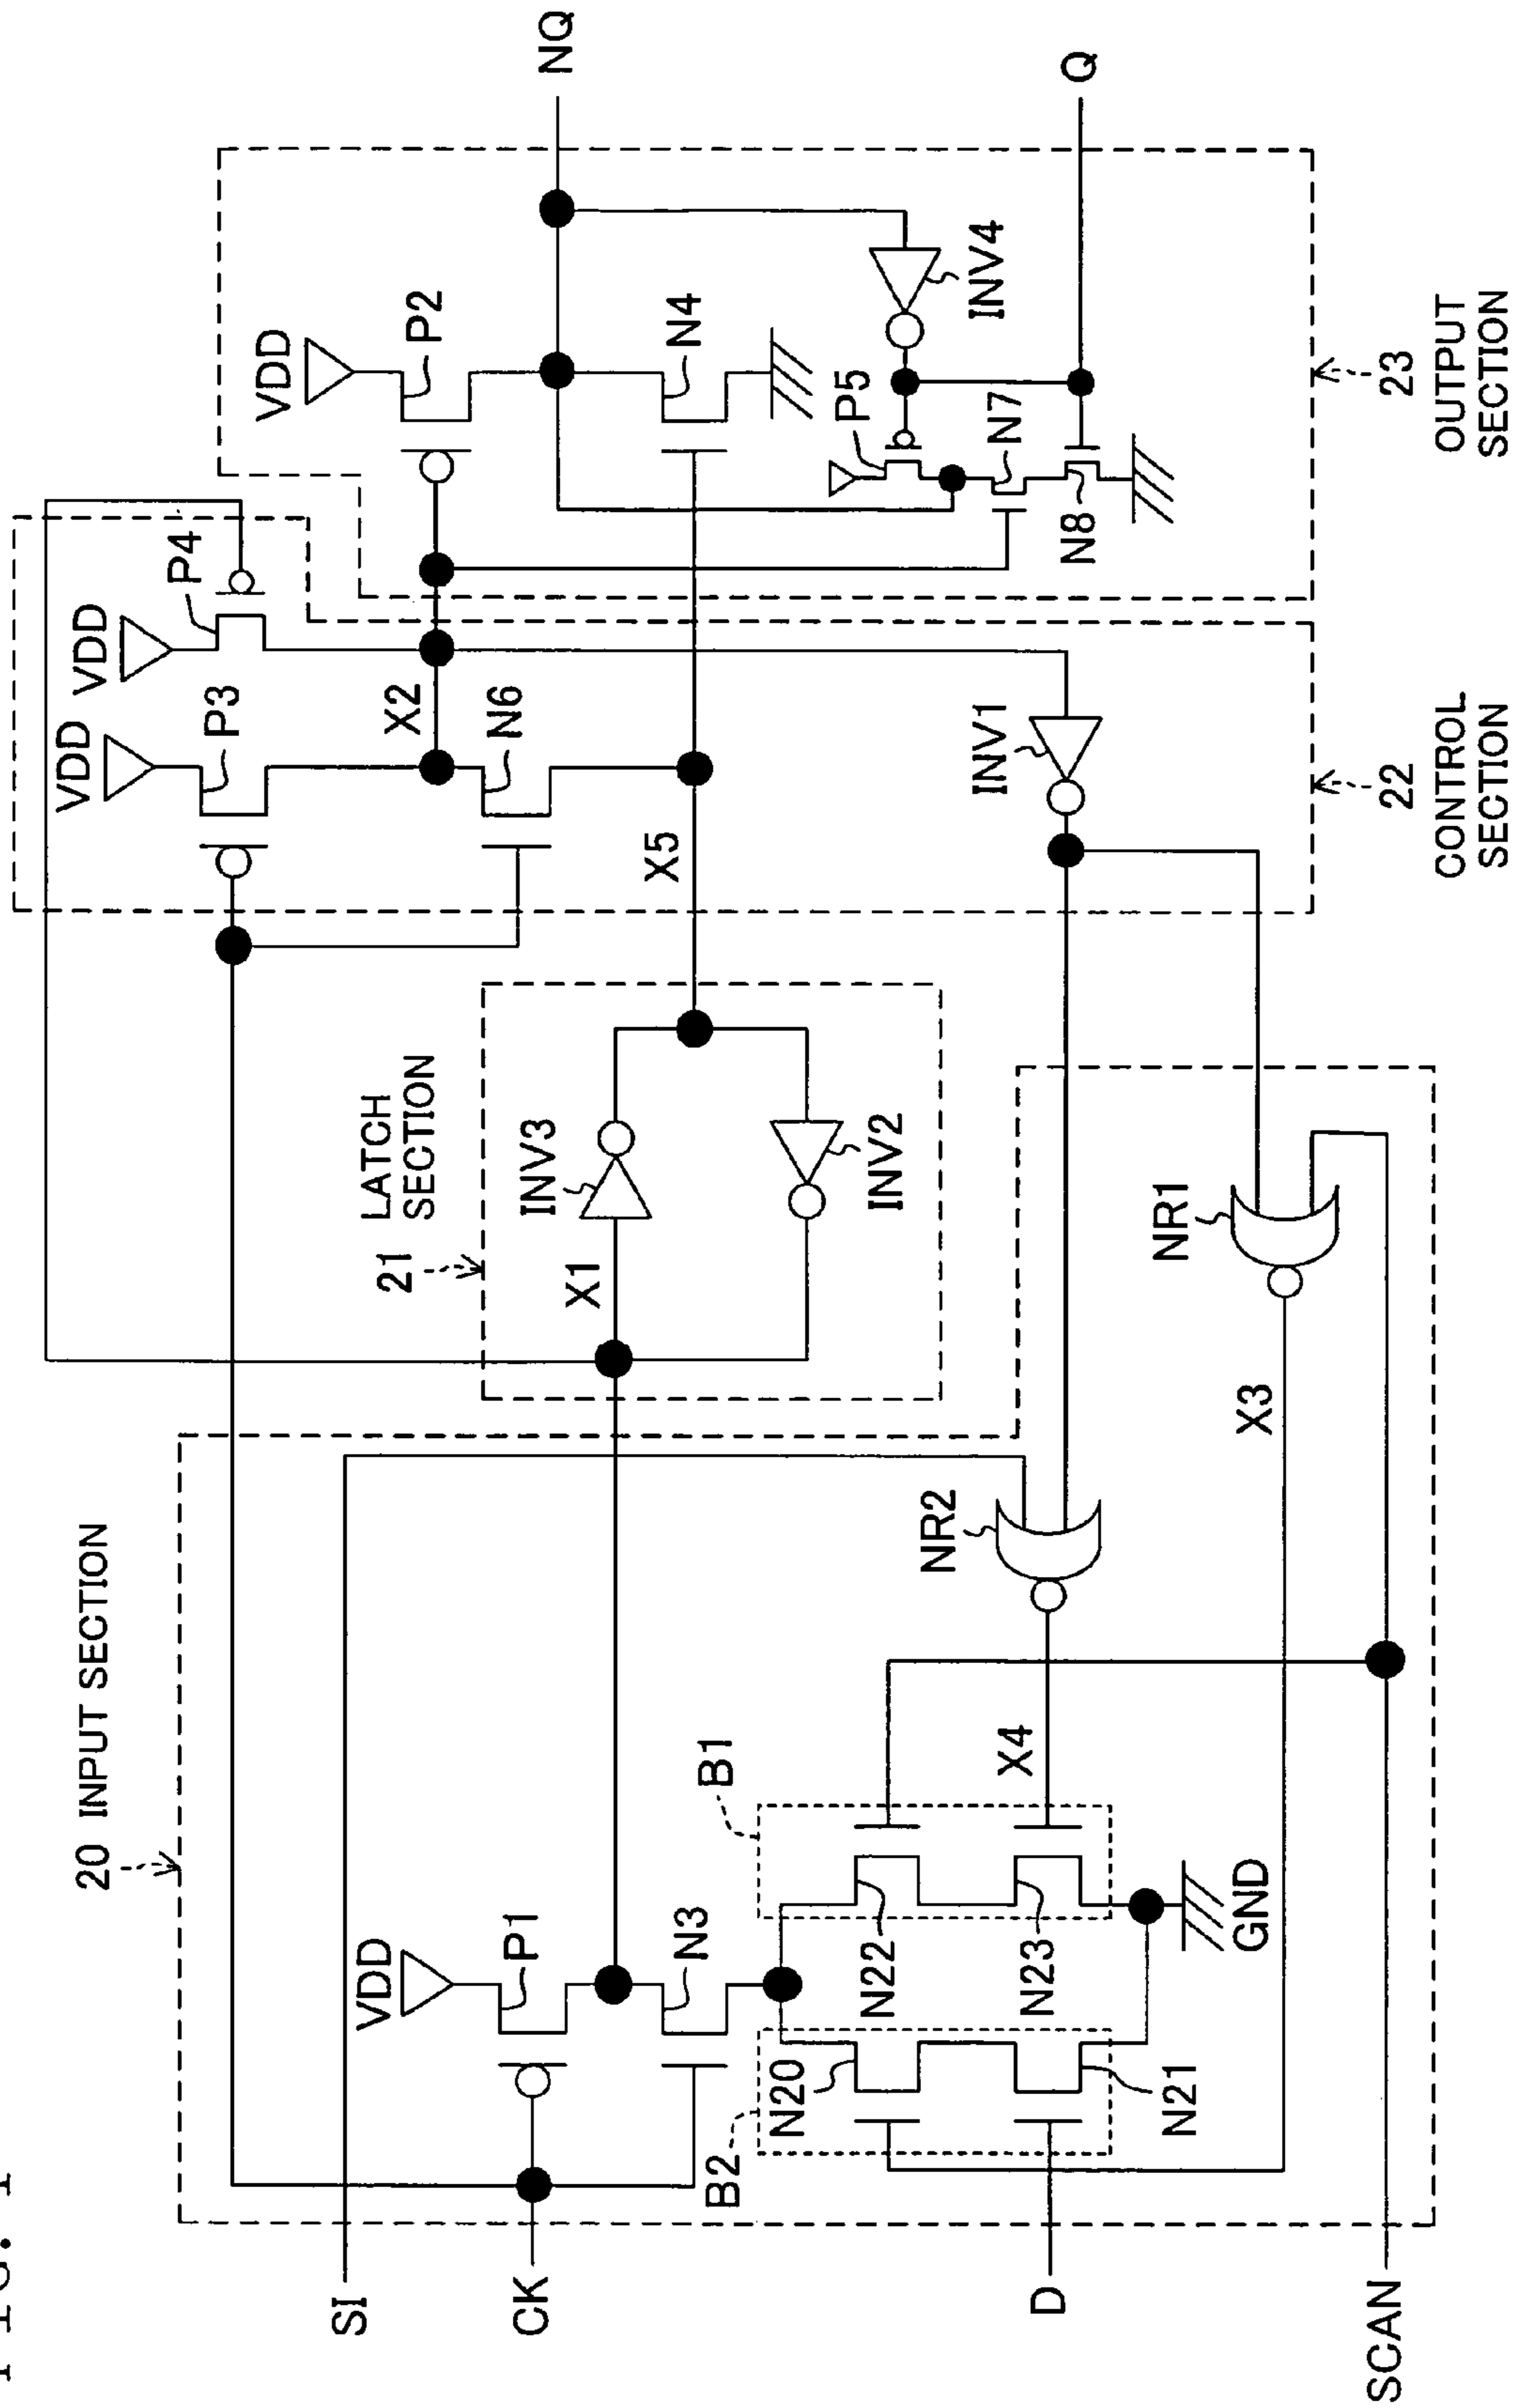 FIG. 1
20 INPUT SECTION
SI
CK
D
SCAN
VDD
P1
N3
B2
B1
N20
N21
N22
N23
GND
X4
NR2
X3
NR1
21
LATCH
SECTION
X1
INV3
INV2
X5
VDD
P3
VDD
P4
X2
N6
INV1
22
CONTROL
SECTION
VDD
P2
N4
P5
N7
N8
INV4
NQ
Q
23
OUTPUT
SECTION